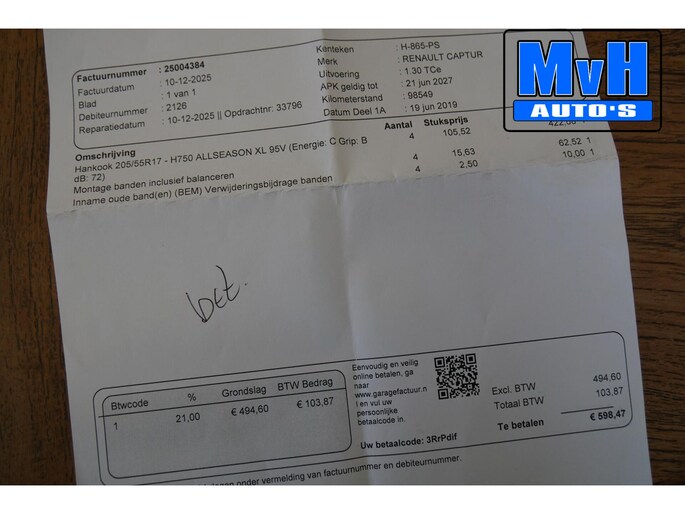 Factuurnummer : 25004384
Factuurdatum : 10-12-2025
Blad : 1 van 1
Debiteurnummer : 2126
Reparatiedatum : 10-12-2025 || Opdrachtnr: 33796
Kenteken : H-865-PS
Merk : RENAULT CAPTUR
Uitvoering : 1.30 TCe
APK geldig tot : 21 jun 2027
Kilometerstand : 98549
Datum Deel 1A : 19 jun 2019
MvH
AUTO'S
Omschrijving Aantal Stuksprijs
Hankook 205/55R17 - H750 ALLSEASON XL 95V (Energie: C Grip: B 4 105,52
dB: 72)
Montage banden inclusief balanceren 4 15,63 62,52 1
Inname oude band(en) (BEM) Verwijderingsbijdrage banden 4 2,50 10,00 1
bet.
Btwcode % Grondslag BTW Bedrag
1 21,00 € 494,60 € 103,87
Eenvoudig en veilig
online betalen, ga
naar
www.garagefactuur.n
l en vul uw
persoonlijke
betaalcode in.
Uw betaalcode: 3RrPdif
Excl. BTW 494,60
Totaal BTW 103,87
Te betalen € 598,47
onder vermelding van factuurnummer en debiteurnummer.